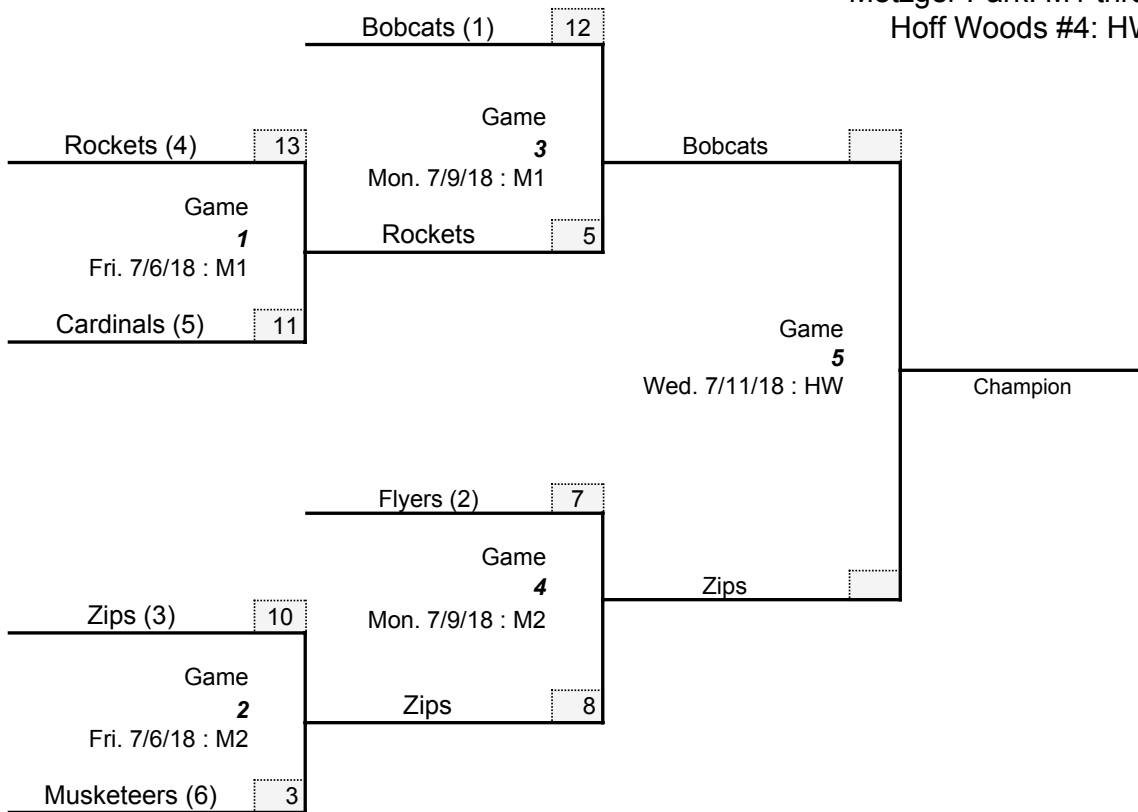 Hoff Woods #4: HW
Bobcats (1) 12
Game
3
Mon. 7/9/18 : M1
Rockets (4) 13
Bobcats
Game
1
Fri. 7/6/18 : M1
Rockets 5
Cardinals (5) 11
Game
5
Wed. 7/11/18 : HW
Champion
Flyers (2) 7
Game
4
Mon. 7/9/18 : M2
Zips
Zips (3) 10
Game
2
Fri. 7/6/18 : M2
Zips 8
Musketeers (6) 3